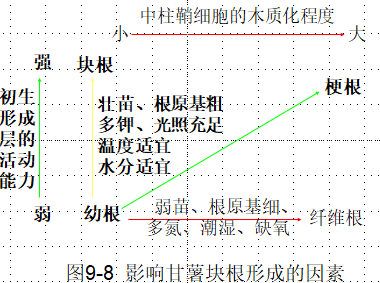 中柱鞘细胞的木质化程度
小
大
强
块根
初生
形成
层的
活动
能力
壮苗、根原基粗
多钾、光照充足
温度适宜
水分适宜
梗根
弱
幼根
弱苗、根原基细、
多氮、潮湿、缺氧
纤维根
图9-8 影响甘薯块根形成的因素